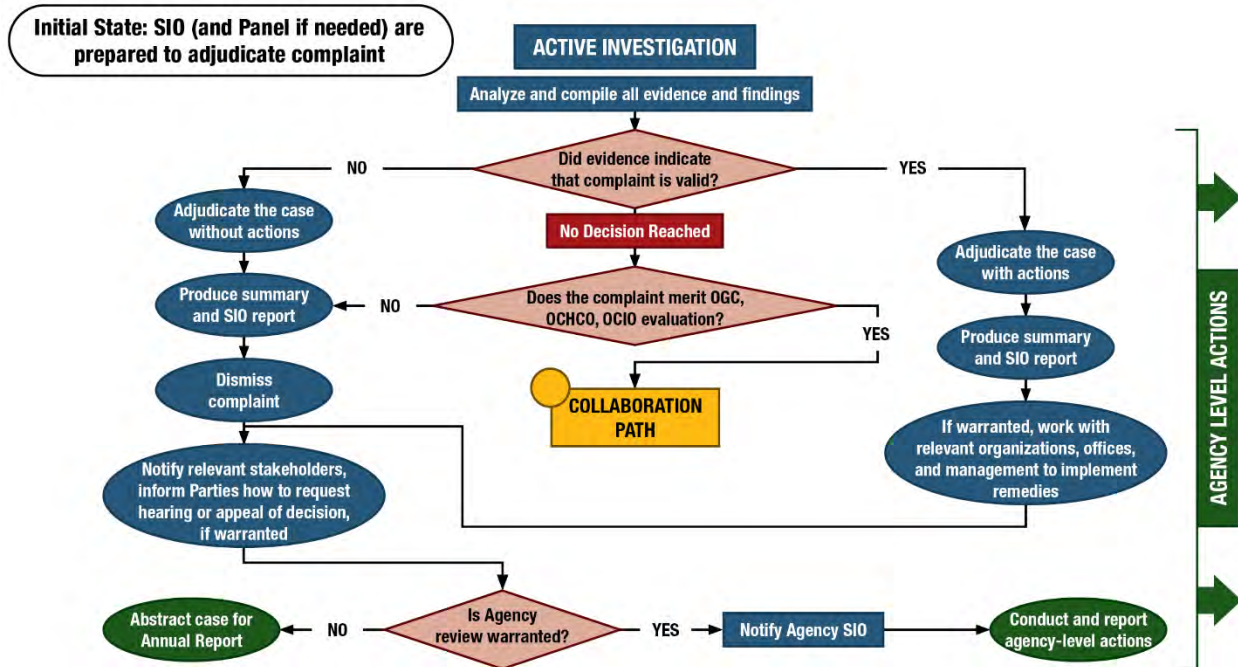 Initial State: SIO (and Panel if needed) are
prepared to adjudicate complaint
ACTIVE INVESTIGATION
Analyze and compile all evidence and findings
Did evidence indicate
that complaint is valid?
NO
YES
Adjudicate the case
without actions
No Decision Reached
Adjudicate the case
with actions
Produce summary
and SIO report
NO
Does the complaint merit OGC,
OCHCO, OCIO evaluation?
YES
Produce summary
and SIO report
Dismiss
complaint
COLLABORATION
PATH
If warranted, work with
relevant organizations, offices,
and management to implement
remedies
Notify relevant stakeholders,
inform Parties how to request
hearing or appeal of decision,
if warranted
AGENCY LEVEL ACTIONS
Abstract case for
Annual Report
NO
Is Agency
review warranted?
YES
Notify Agency SIO
Conduct and report
agency-level actions